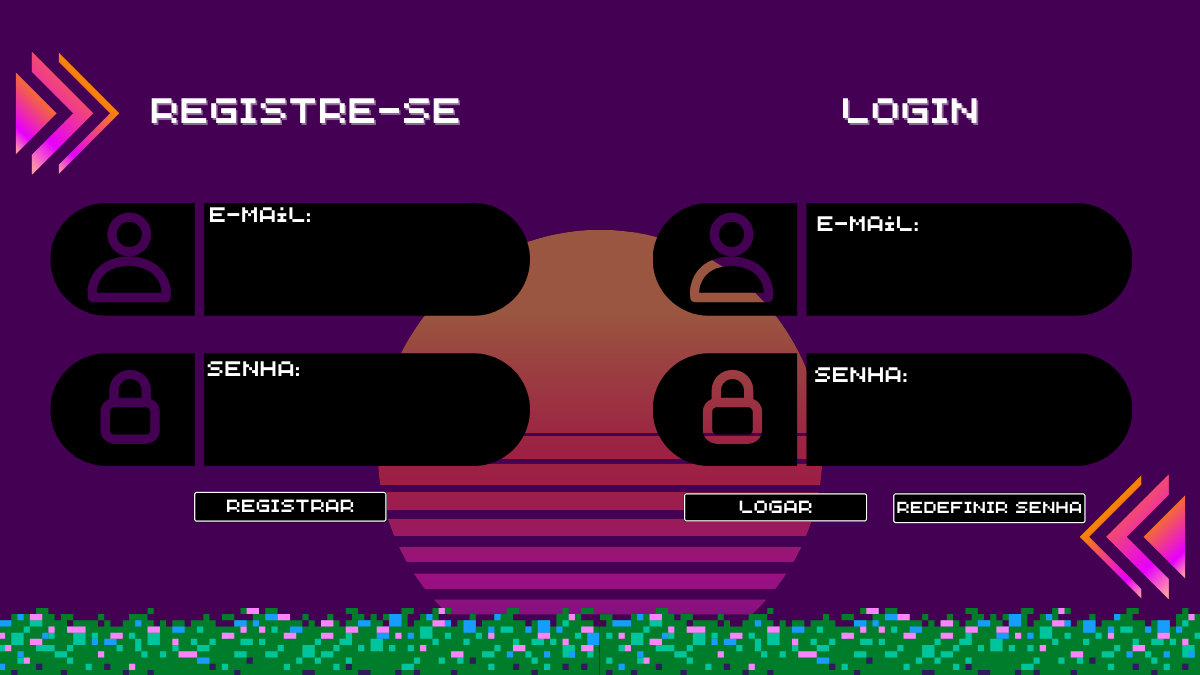 REGISTRE-SE
E-MAiL:
SENHA:
REGISTRAR
LOGIN
E-MAiL:
SENHA:
LOGAR
REDEFINIR SENHA